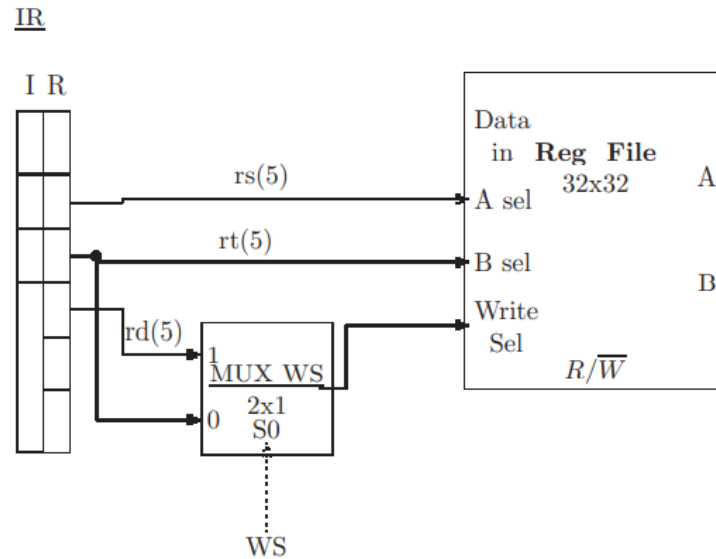 IR
I R
Data
in Reg File
32x32
A
rs(5)
A sel
rt(5)
B sel
B
Write
Sel
rd(5)
1
MUX WS
R/\overline{W}
0
2x1
S0
WS